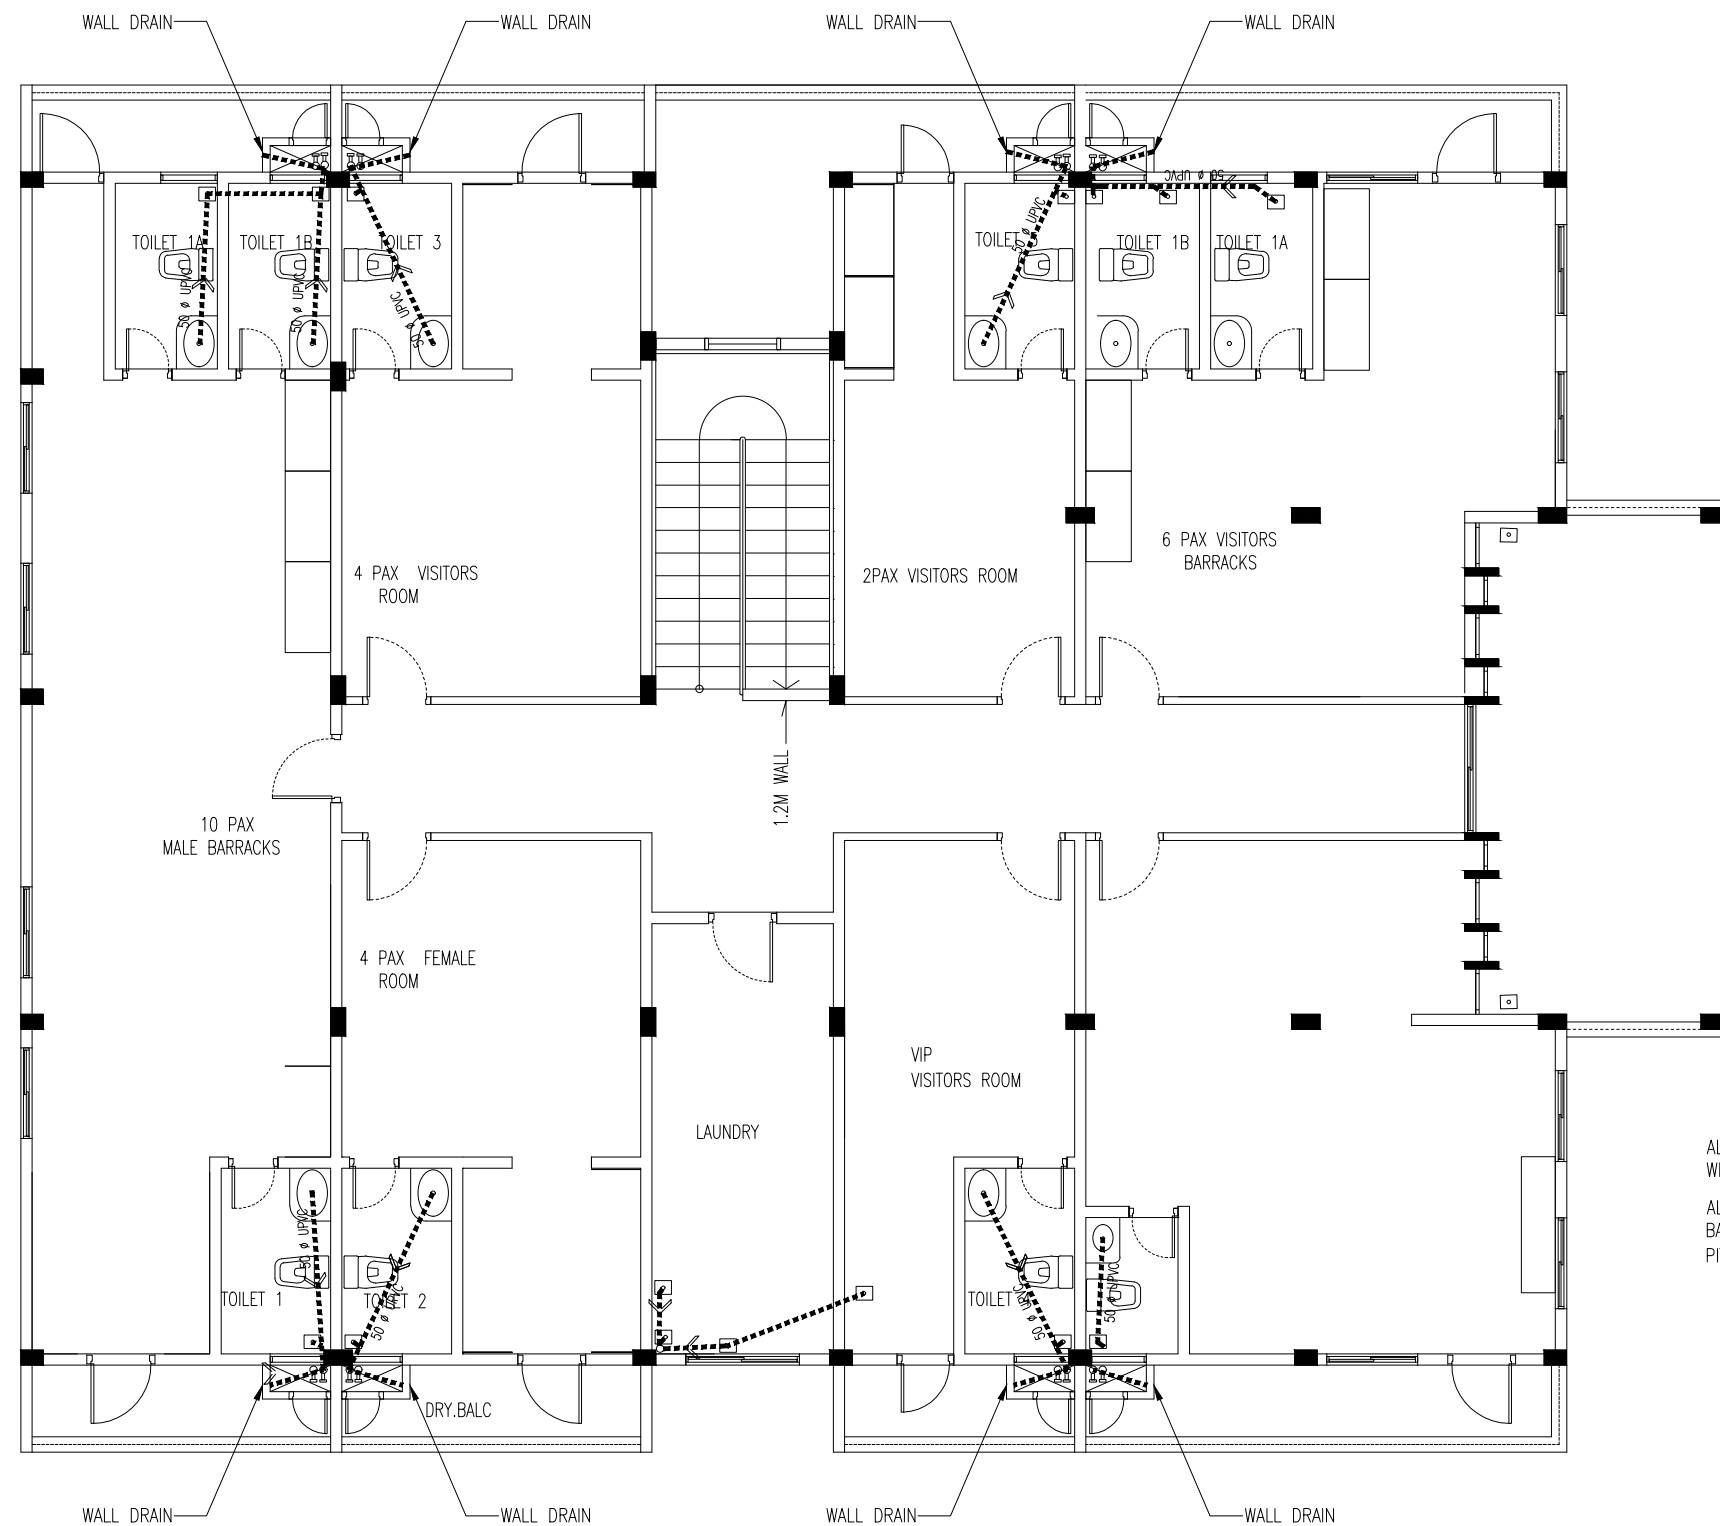 WALL DRAIN
WALL DRAIN
WALL DRAIN
WALL DRAIN
50 ø UPVC
TOILET 1A
TOILET 1B
TOILET 3
TOILET
50 ø UPVC
TOILET 1B
TOILET 1A
50 ø UPVC
50 ø UPVC
50 ø UPVC
6 PAX VISITORS
BARRACKS
4 PAX VISITORS
ROOM
2PAX VISITORS ROOM
1.2M WALL
10 PAX
MALE BARRACKS
4 PAX FEMALE
ROOM
VIP
VISITORS ROOM
LAUNDRY
50 ø UPVC
TOILET 1
TOILET 2
50 ø UPVC
TOILET
50 ø UPVC
50 ø UPVC
DRY.BALC
WALL DRAIN
WALL DRAIN
WALL DRAIN
WALL DRAIN